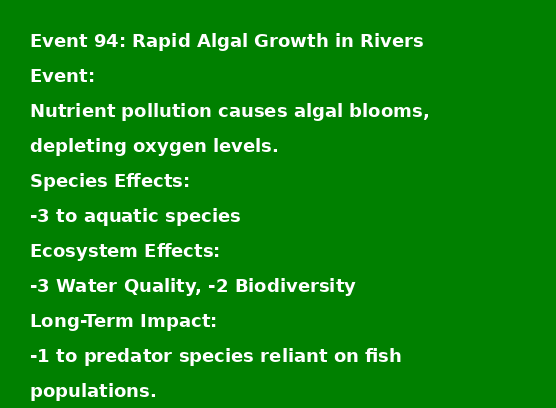 Event 94: Rapid Algal Growth in Rivers
Event:
Nutrient pollution causes algal blooms,
depleting oxygen levels.
Species Effects:
-3 to aquatic species
Ecosystem Effects:
-3 Water Quality, -2 Biodiversity
Long-Term Impact:
-1 to predator species reliant on fish
populations.